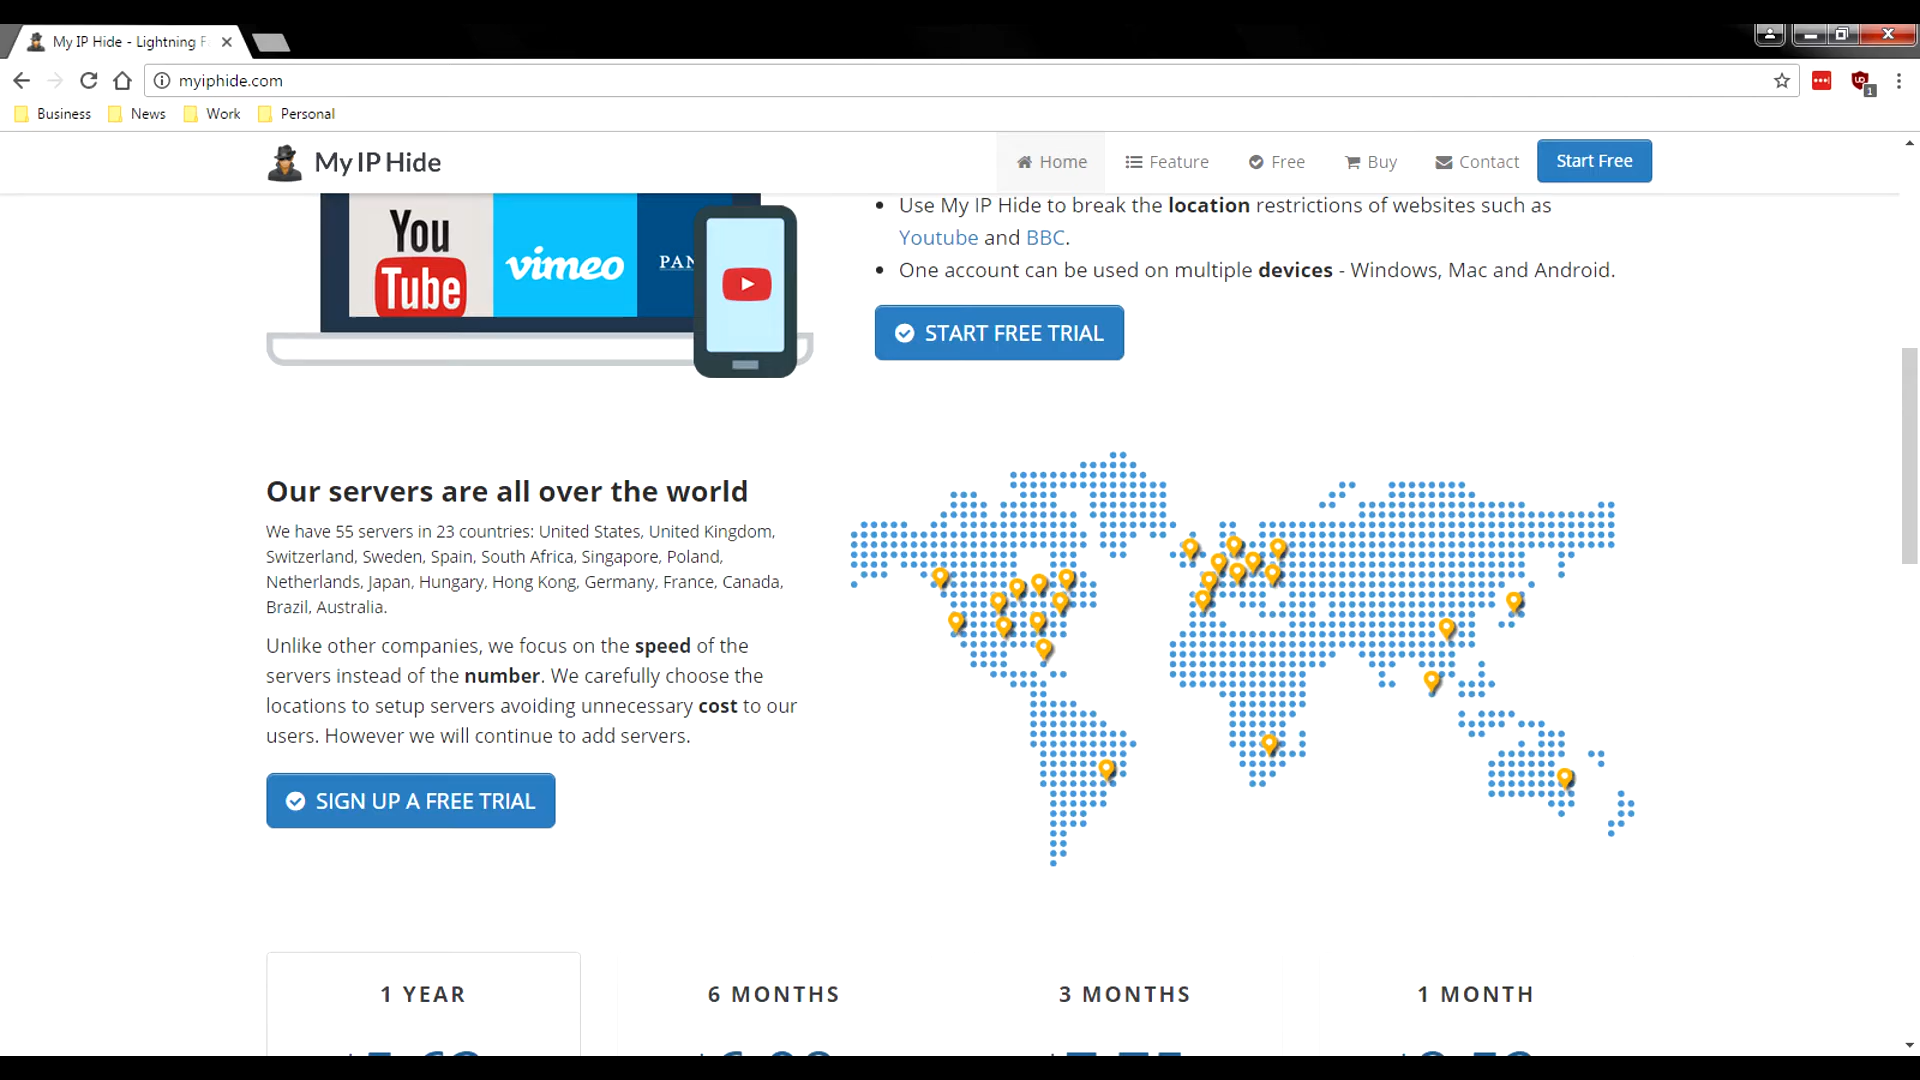 My IP Hide - Lightning F
myiphide.com
1
Business News Work Personal
My IP Hide
Home Feature Free Buy Contact Start Free
You
Tube
vimeo
PAN
• Use My IP Hide to break the location restrictions of websites such as
Youtube and BBC.
• One account can be used on multiple devices - Windows, Mac and Android.
START FREE TRIAL
Our servers are all over the world
We have 55 servers in 23 countries: United States, United Kingdom,
Switzerland, Sweden, Spain, South Africa, Singapore, Poland,
Netherlands, Japan, Hungary, Hong Kong, Germany, France, Canada,
Brazil, Australia.
Unlike other companies, we focus on the speed of the
servers instead of the number. We carefully choose the
locations to setup servers avoiding unnecessary cost to our
users. However we will continue to add servers.
SIGN UP A FREE TRIAL
1 YEAR 6 MONTHS 3 MONTHS 1 MONTH